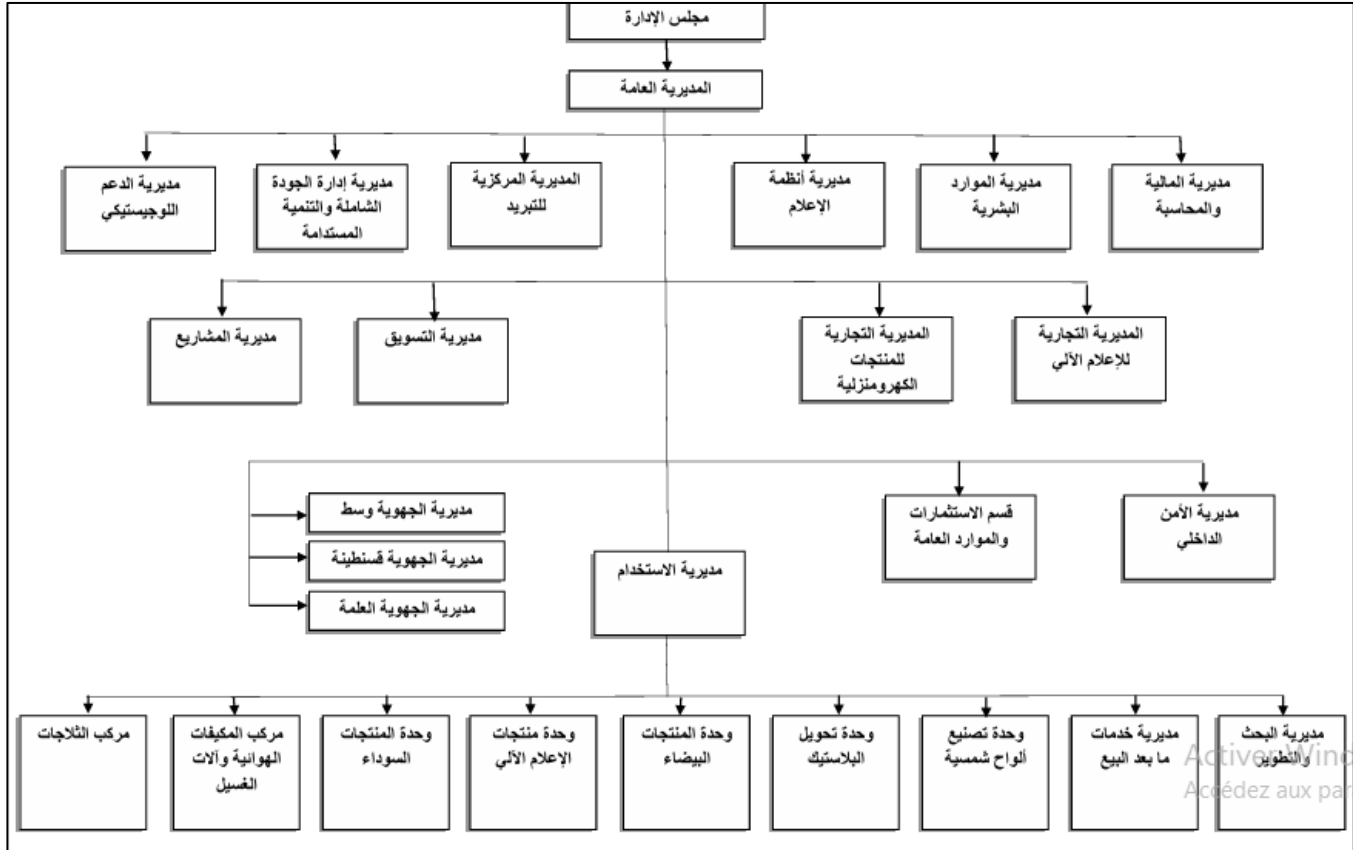 مجلس الإدارة
المديرية العامة
مديرية المالية
والمحاسبة
مديرية الموارد
البشرية
مديرية أنظمة
الإعلام
المديرية المركزية
للتبريد
مديرية إدارة الجودة
الشاملة والتنمية
المستدامة
مديرية الدعم
اللوجيستيكي
المديرية التجارية
للإعلام الآلي
المديرية التجارية
للمنتجات
الكهرومنزلية
مديرية التسويق
مديرية المشاريع
مديرية الأمن
الداخلي
قسم الاستثمارات
والموارد العامة
مديرية الجهوية وسط
مديرية الجهوية قسنطينة
مديرية الجهوية العلمة
مديرية الاستخدام
مديرية البحث
والتطوير
مديرية خدمات
ما بعد البيع
وحدة تصنيع
ألواح شمسية
وحدة تحويل
البلاستيك
وحدة المنتجات
البيضاء
وحدة منتجات
الإعلام الآلي
وحدة المنتجات
السوداء
مركب المكيفات
الهوائية وآلات
الغسيل
مركب الثلاجات
Activer Wind
Accédez aux par